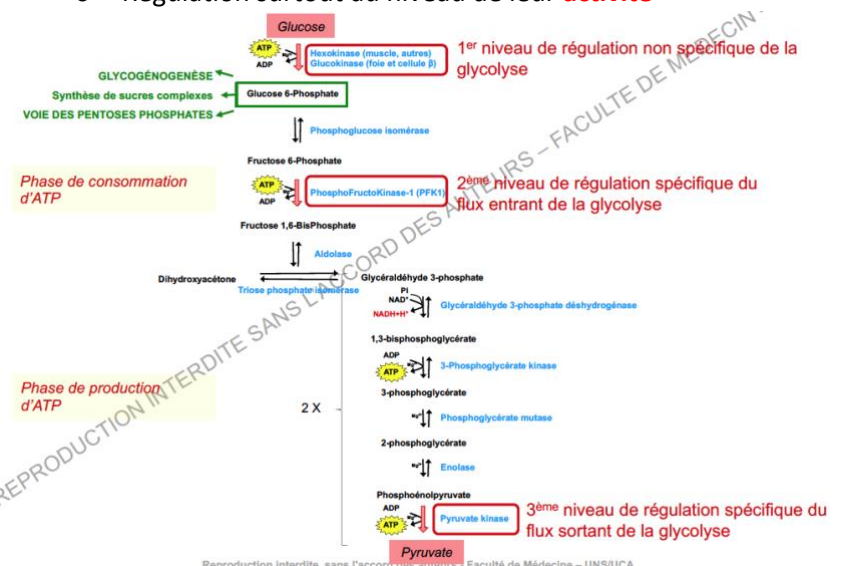 Régulation surtout au niveau de leur activité
Glucose
ATP
ADP
Hexokinase (muscle, autres)
Glucokinase (foie et cellule β)
1er niveau de régulation non spécifique de la
glycolyse
GLYCOGÉNOGENÈSE
Synthèse de sucres complexes
VOIE DES PENTOSES PHOSPHATES
Glucose 6-Phosphate
Phosphoglucose isomérase
Fructose 6-Phosphate
Phase de consommation
d'ATP
ATP
ADP
PhosphoFructoKinase-1 (PFK1)
2ème niveau de régulation spécifique du
flux entrant de la glycolyse
Fructose 1,6-BisPhosphate
Aldolase
Dihydroxyacétone
Triose phosphate isomérase
Glycéraldéhyde 3-phosphate
Pi
NAD+
NADH+H+
Glycéraldéhyde 3-phosphate déshydrogénase
1,3-bisphosphoglycérate
ADP
ATP
3-Phosphoglycérate kinase
Phase de production
d'ATP
2 X
3-phosphoglycérate
Mg2+
Phosphoglycérate mutase
2-phosphoglycérate
Mg2+
Enolase
Phosphoénolpyruvate
ADP
ATP
Pyruvate kinase
3ème niveau de régulation spécifique du
flux sortant de la glycolyse
Pyruvate
REPRODUCTION INTERDITE SANS L'ACCORD DES AUTEURS – FACULTE DE MEDECIN
Reproduction interdite, sans l'accord des auteurs - Faculté de Médecine – UNS/UCA